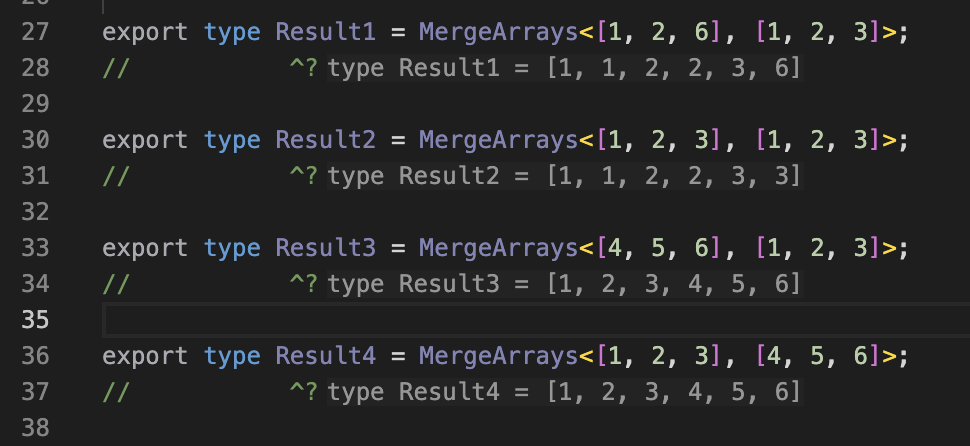 27 export type Result1 = MergeArrays<[1, 2, 6], [1, 2, 3]>;
28 // ^? type Result1 = [1, 1, 2, 2, 3, 6]
29
30 export type Result2 = MergeArrays<[1, 2, 3], [1, 2, 3]>;
31 // ^? type Result2 = [1, 1, 2, 2, 3, 3]
32
33 export type Result3 = MergeArrays<[4, 5, 6], [1, 2, 3]>;
34 // ^? type Result3 = [1, 2, 3, 4, 5, 6]
35
36 export type Result4 = MergeArrays<[1, 2, 3], [4, 5, 6]>;
37 // ^? type Result4 = [1, 2, 3, 4, 5, 6]
38